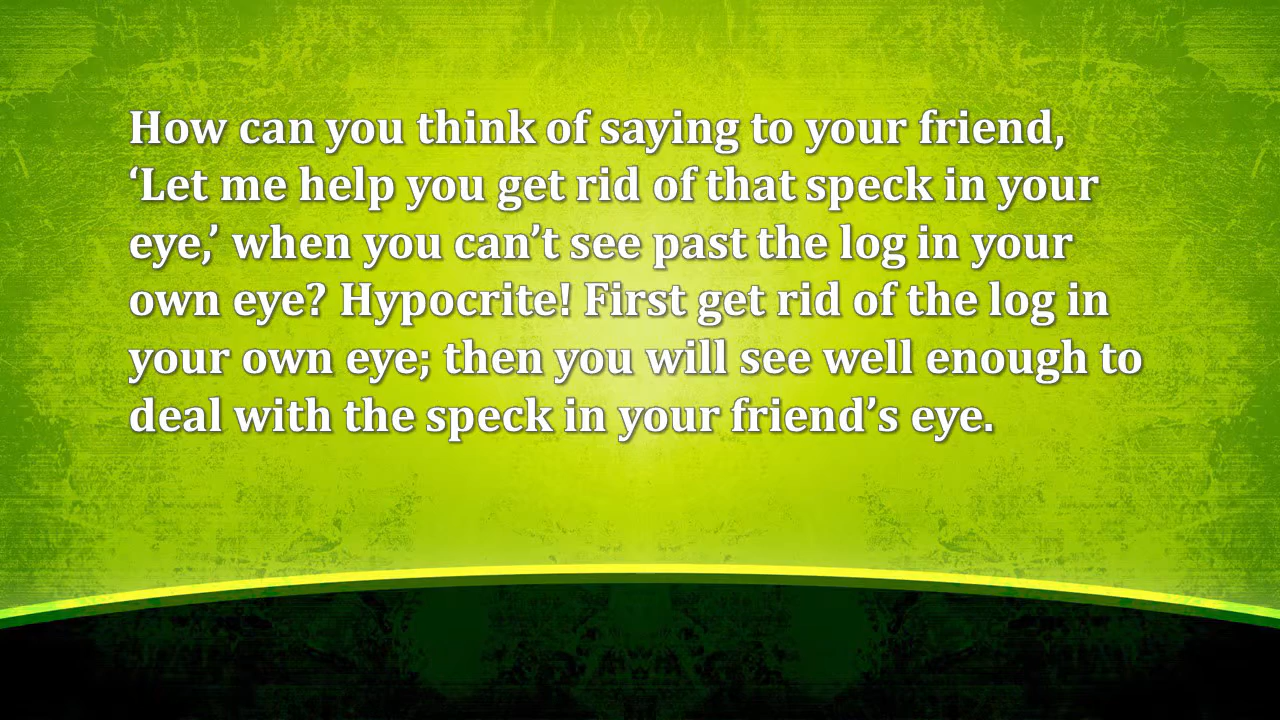 How can you think of saying to your friend,
‘Let me help you get rid of that speck in your
eye,’ when you can’t see past the log in your
own eye? Hypocrite! First get rid of the log in
your own eye; then you will see well enough to
deal with the speck in your friend’s eye.